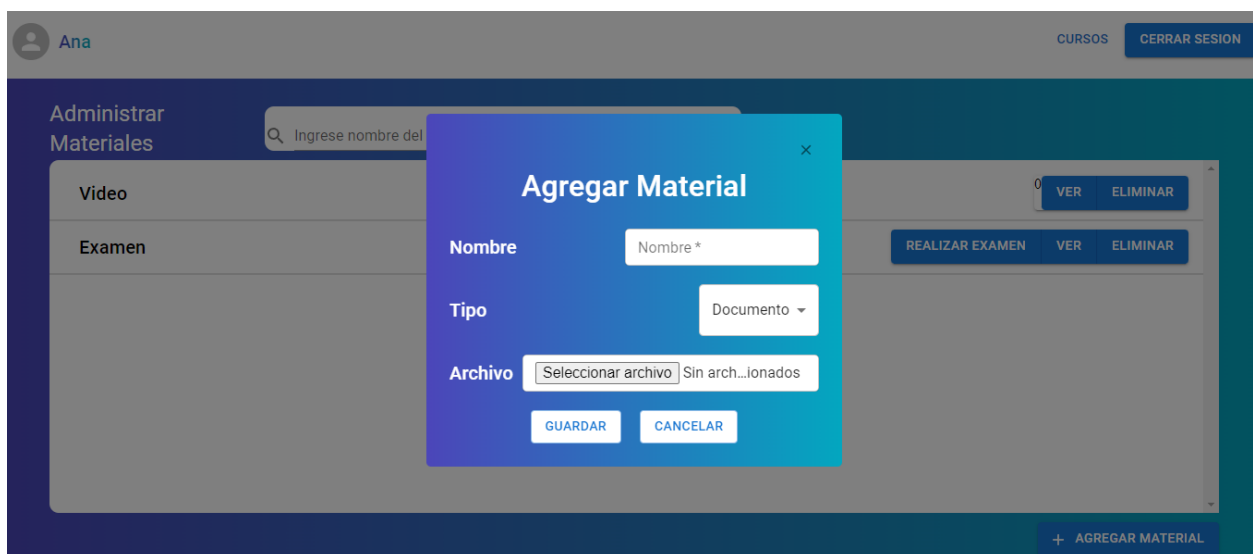 Ana
CURSOS
CERRAR SESION
Administrar
Materiales
Ingrese nombre del
Video
0
VER
ELIMINAR
Examen
REALIZAR EXAMEN
VER
ELIMINAR
×
Agregar Material
Nombre
Nombre *
Tipo
Documento
Archivo
Seleccionar archivo
Sin arch...ionados
GUARDAR
CANCELAR
+ AGREGAR MATERIAL